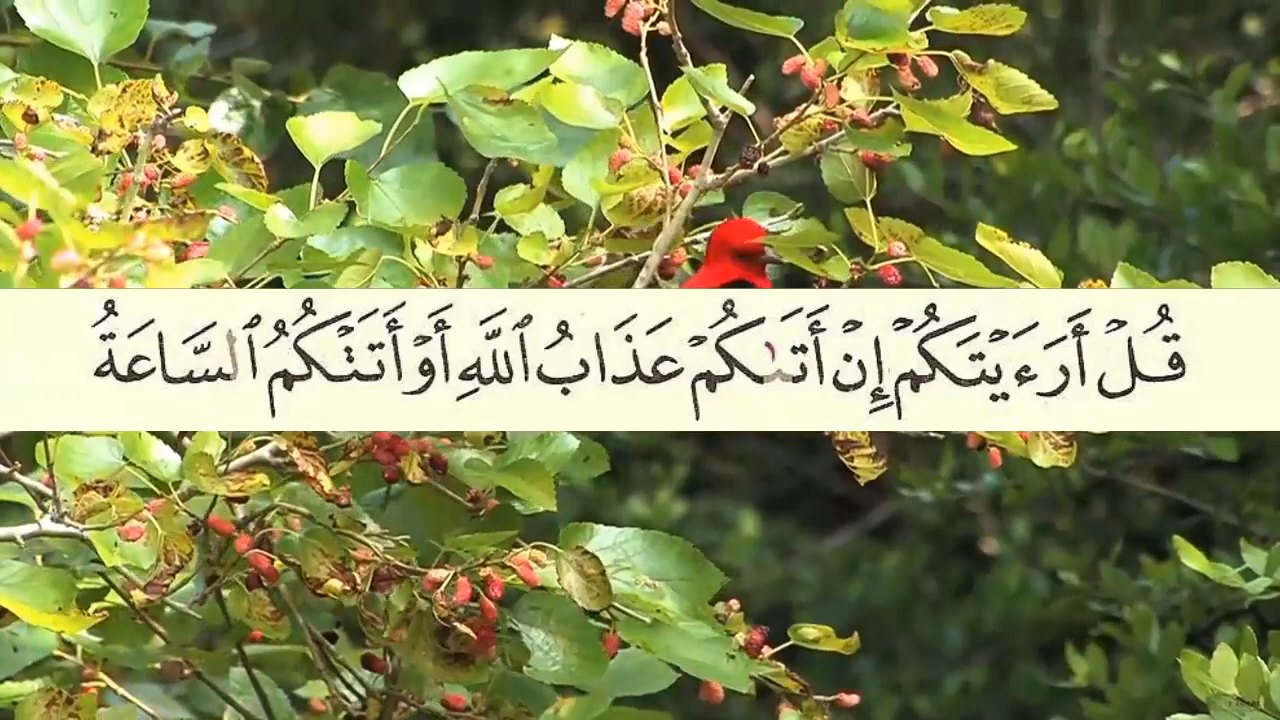 قُلْ أَرَءَيْتَكُمْ إِنْ أَتَىٰكُمْ عَذَابُ ٱللَّهِ أَوْ أَتَتْكُمُ ٱلسَّاعَةُ